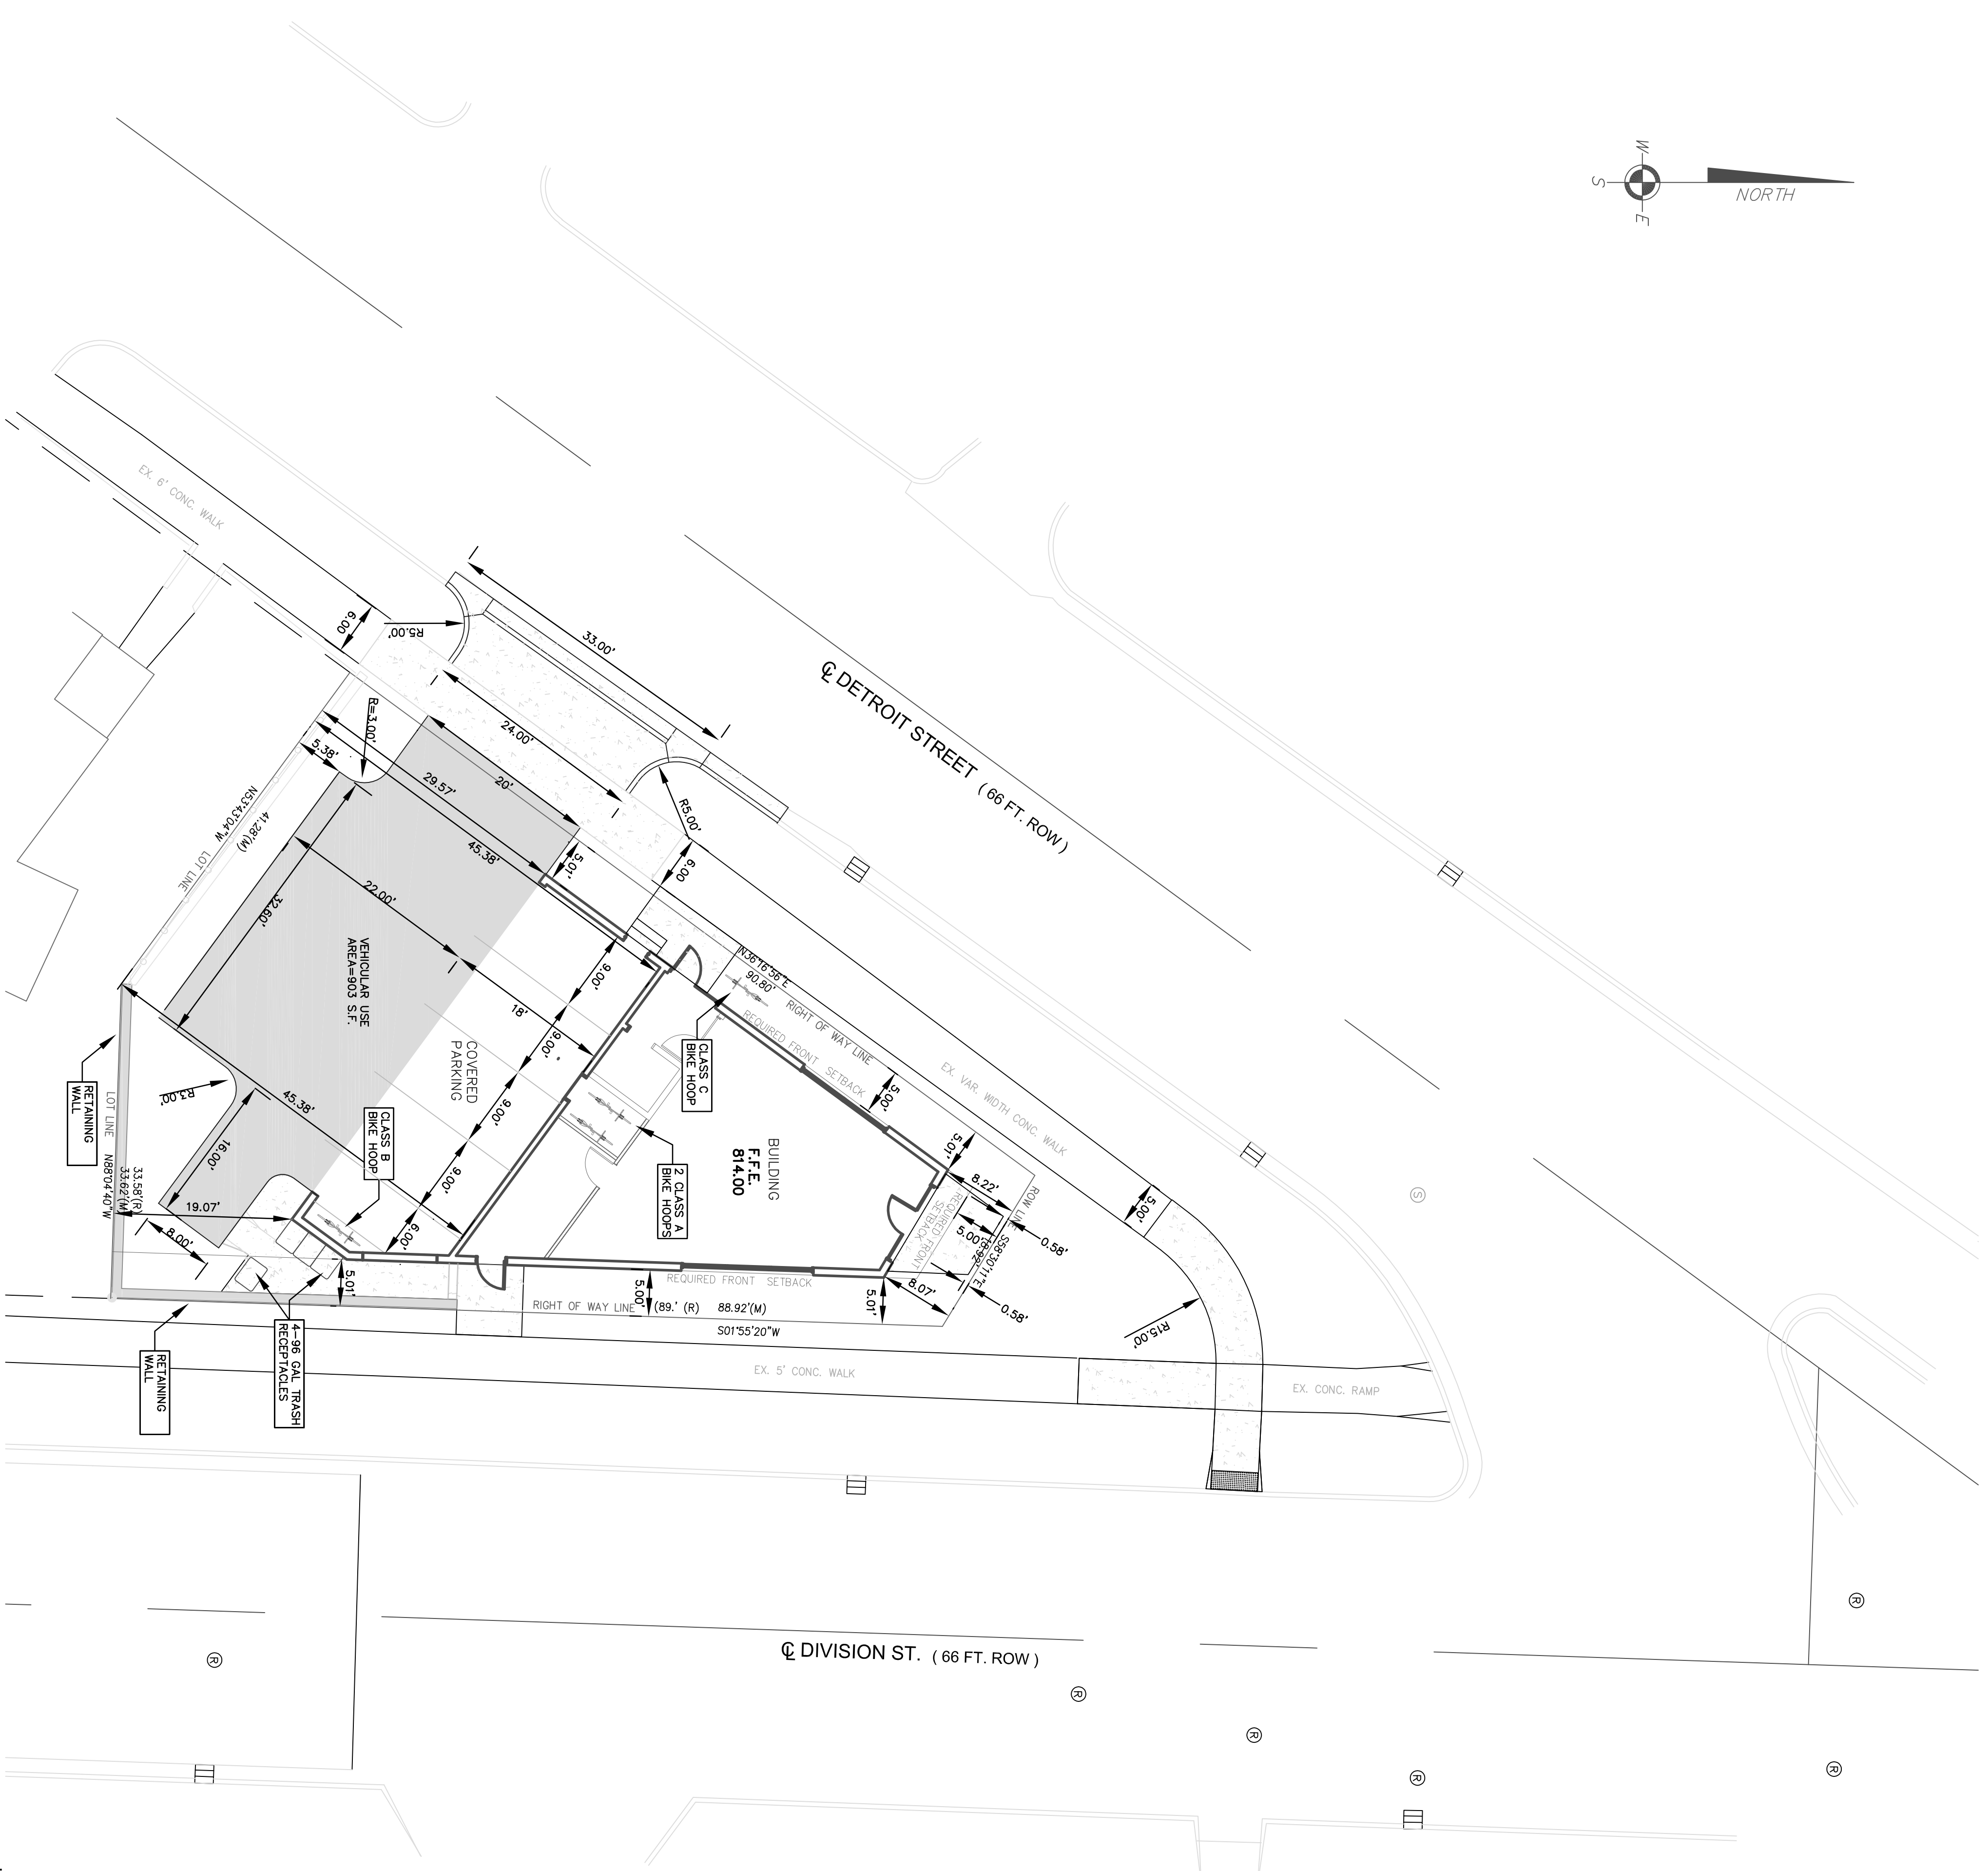 W
S
E
NORTH
EX. 6' CONC. WALK
6.00
R5.00'
33.00'
24.00'
℄ DETROIT STREET ( 66 FT. ROW )
R=3.00'
5.38'
29.57'
20'
45.38'
R5.00'
5.01'
6.00
N53°43'04"W
41.28'(M)
LOT LINE
22.00'
32.60'
VEHICULAR USE
AREA=903 S.F.
18'
9.00'
9.00'
9.00'
9.00'
6.00'
COVERED
PARKING
N36°16'56"E
90.80'
RIGHT OF WAY LINE
REQUIRED FRONT SETBACK
5.00'
EX. VAR. WIDTH CONC. WALK
CLASS C
BIKE HOOP
CLASS B
BIKE HOOP
2 CLASS A
BIKE HOOPS
BUILDING
F.F.E.
814.00
5.01'
8.22'
ROW LINE
REQUIRED FRONT
SETBACK
5.00'
0.58'
S58°30'11"E
16.92'
8.07'
0.58'
5.00'
R15.00'
RETAINING
WALL
LOT LINE N88°04'40"W
33.58'(R)
33.62'(M)
R3.00'
45.38'
16.00'
19.07'
8.00'
5.01'
REQUIRED FRONT SETBACK
5.00'
5.01'
RIGHT OF WAY LINE (89.' (R) 88.92'(M)
S01°55'20"W
4-96 GAL TRASH
RECEPTACLES
RETAINING
WALL
EX. 5' CONC. WALK
EX. CONC. RAMP
S
℄ DIVISION ST. ( 66 FT. ROW )
R
R
R
R
R
R